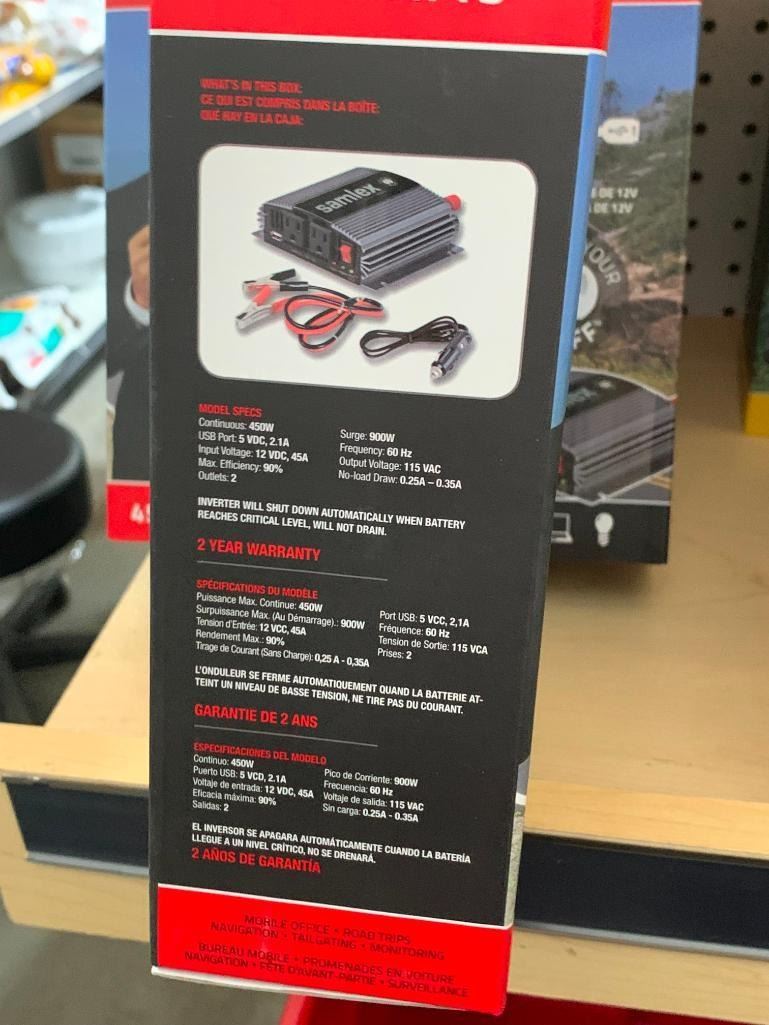 WHAT'S IN THIS BOX:
CE QUI EST COMPRIS DANS LA BOÎTE:
QUÉ HAY EN LA CAJA:
samlex
MODEL SPECS
Continuous: 450W
USB Port: 5 VDC, 2.1A
Input Voltage: 12 VDC, 45A
Max. Efficiency: 90%
Outlets: 2
Surge: 900W
Frequency: 60 Hz
Output Voltage: 115 VAC
No-load Draw: 0.25A – 0.35A
INVERTER WILL SHUT DOWN AUTOMATICALLY WHEN BATTERY
REACHES CRITICAL LEVEL, WILL NOT DRAIN.
2 YEAR WARRANTY
SPÉCIFICATIONS DU MODÈLE
Puissance Max. Continue: 450W
Surpuissance Max. (Au Démarrage).: 900W
Tension d'Entrée: 12 VCC, 45A
Rendement Max.: 90%
Tirage de Courant (Sans Charge): 0,25 A - 0,35A
Port USB: 5 VCC, 2,1A
Fréquence: 60 Hz
Tension de Sortie: 115 VCA
Prises: 2
L'ONDULEUR SE FERME AUTOMATIQUEMENT QUAND LA BATTERIE AT-
TEINT UN NIVEAU DE BASSE TENSION, NE TIRE PAS DU COURANT.
GARANTIE DE 2 ANS
ESPECIFICACIONES DEL MODELO
Continuo: 450W
Puerto USB: 5 VCD, 2.1A
Voltaje de entrada: 12 VDC, 45A
Eficacia máxima: 90%
Salidas: 2
Pico de Corriente: 900W
Frecuencia: 60 Hz
Voltaje de salida: 115 VAC
Sin carga: 0.25A - 0.35A
EL INVERSOR SE APAGARA AUTOMÁTICAMENTE CUANDO LA BATERÍA
LLEGUE A UN NIVEL CRÍTICO, NO SE DRENARÁ.
2 AÑOS DE GARANTÍA
MOBILE OFFICE • ROAD TRIPS
NAVIGATION • TAILGATING • MONITORING
BUREAU MOBILE • PROMENADES EN VOITURE
NAVIGATION • FÊTE D'AVANT-PARTIE • SURVEILLANCE
DE 12V
DE 12V